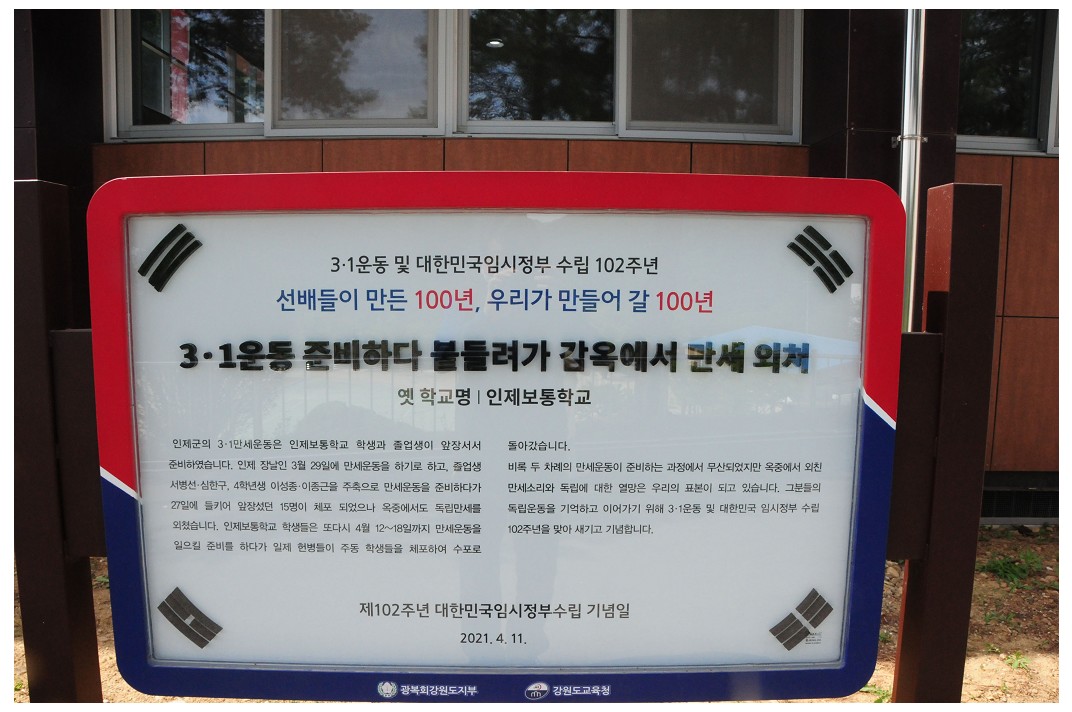 3·1운동 및 대한민국임시정부 수립 102주년
선배들이 만든 100년, 우리가 만들어 갈 100년
3·1운동 준비하다 붙들려가 감옥에서 만세 외쳐
옛 학교명 | 인제보통학교
인제군의 3·1만세운동은 인제보통학교 학생과 졸업생이 앞장서서
준비하였습니다. 인제 장날인 3월 29일에 만세운동을 하기로 하고, 졸업생
서병선·심한구, 4학년생 이성종·이종근을 주축으로 만세운동을 준비하다가
27일에 들키어 앞장섰던 15명이 체포 되었으나 옥중에서도 독립만세를
외쳤습니다. 인제보통학교 학생들은 또다시 4월 12~18일까지 만세운동을
일으킬 준비를 하다가 일제 헌병들이 주동 학생들을 체포하여 수포로
돌아갔습니다.
비록 두 차례의 만세운동이 준비하는 과정에서 무산되었지만 옥중에서 외친
만세소리와 독립에 대한 열망은 우리의 표본이 되고 있습니다. 그분들의
독립운동을 기억하고 이어가기 위해 3·1운동 및 대한민국 임시정부 수립
102주년을 맞아 새기고 기념합니다.
제102주년 대한민국임시정부수립 기념일
2021. 4. 11.
광복회강원도지부
강원도교육청